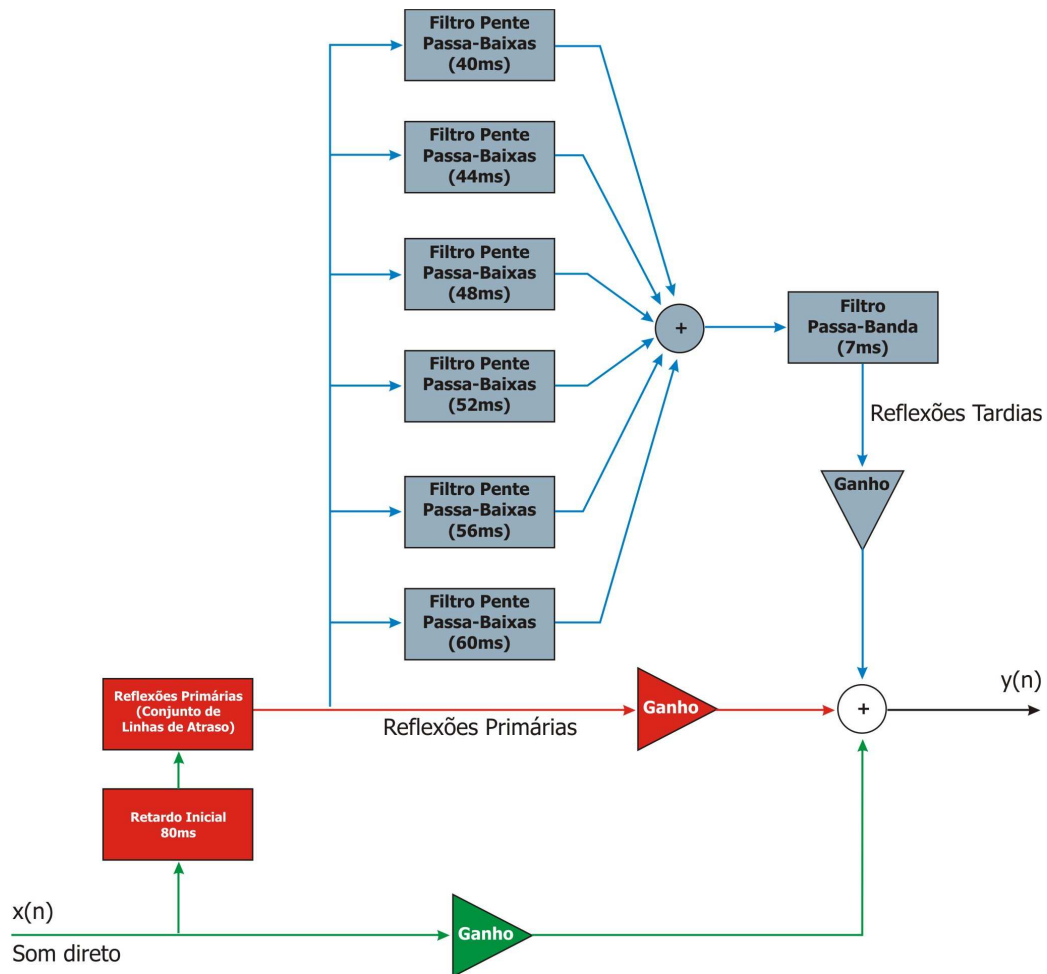 Filtro Pente
Passa-Baixas
(40ms)
Filtro Pente
Passa-Baixas
(44ms)
Filtro Pente
Passa-Baixas
(48ms)
+
Filtro
Passa-Banda
(7ms)
Filtro Pente
Passa-Baixas
(52ms)
Reflexões Tardias
Filtro Pente
Passa-Baixas
(56ms)
Ganho
Filtro Pente
Passa-Baixas
(60ms)
Reflexões Primárias
(Conjunto de
Linhas de Atraso)
Reflexões Primárias
Ganho
+
y(n)
Retardo Inicial
80ms
x(n)
Som direto
Ganho